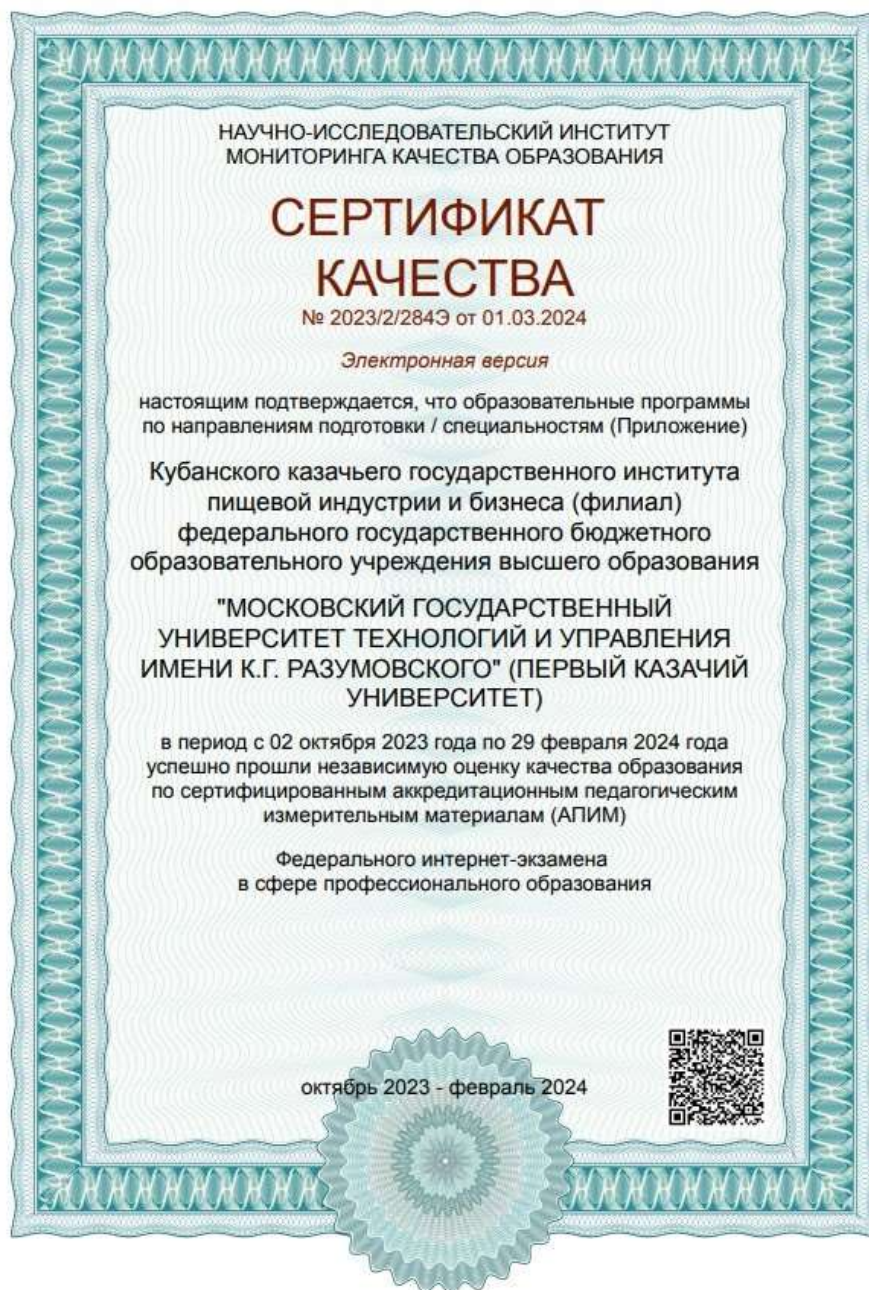 НАУЧНО-ИССЛЕДОВАТЕЛЬСКИЙ ИНСТИТУТ
МОНИТОРИНГА КАЧЕСТВА ОБРАЗОВАНИЯ
СЕРТИФИКАТ
КАЧЕСТВА
№ 2023/2/284Э от 01.03.2024
Электронная версия
настоящим подтверждается, что образовательные программы
по направлениям подготовки / специальностям (Приложение)
Кубанского казачьего государственного института
пищевой индустрии и бизнеса (филиал)
федерального государственного бюджетного
образовательного учреждения высшего образования
"МОСКОВСКИЙ ГОСУДАРСТВЕННЫЙ
УНИВЕРСИТЕТ ТЕХНОЛОГИЙ И УПРАВЛЕНИЯ
ИМЕНИ К.Г. РАЗУМОВСКОГО" (ПЕРВЫЙ КАЗАЧИЙ
УНИВЕРСИТЕТ)
в период с 02 октября 2023 года по 29 февраля 2024 года
успешно прошли независимую оценку качества образования
по сертифицированным аккредитационным педагогическим
измерительным материалам (АПИМ)
Федерального интернет-экзамена
в сфере профессионального образования
октябрь 2023 - февраль 2024